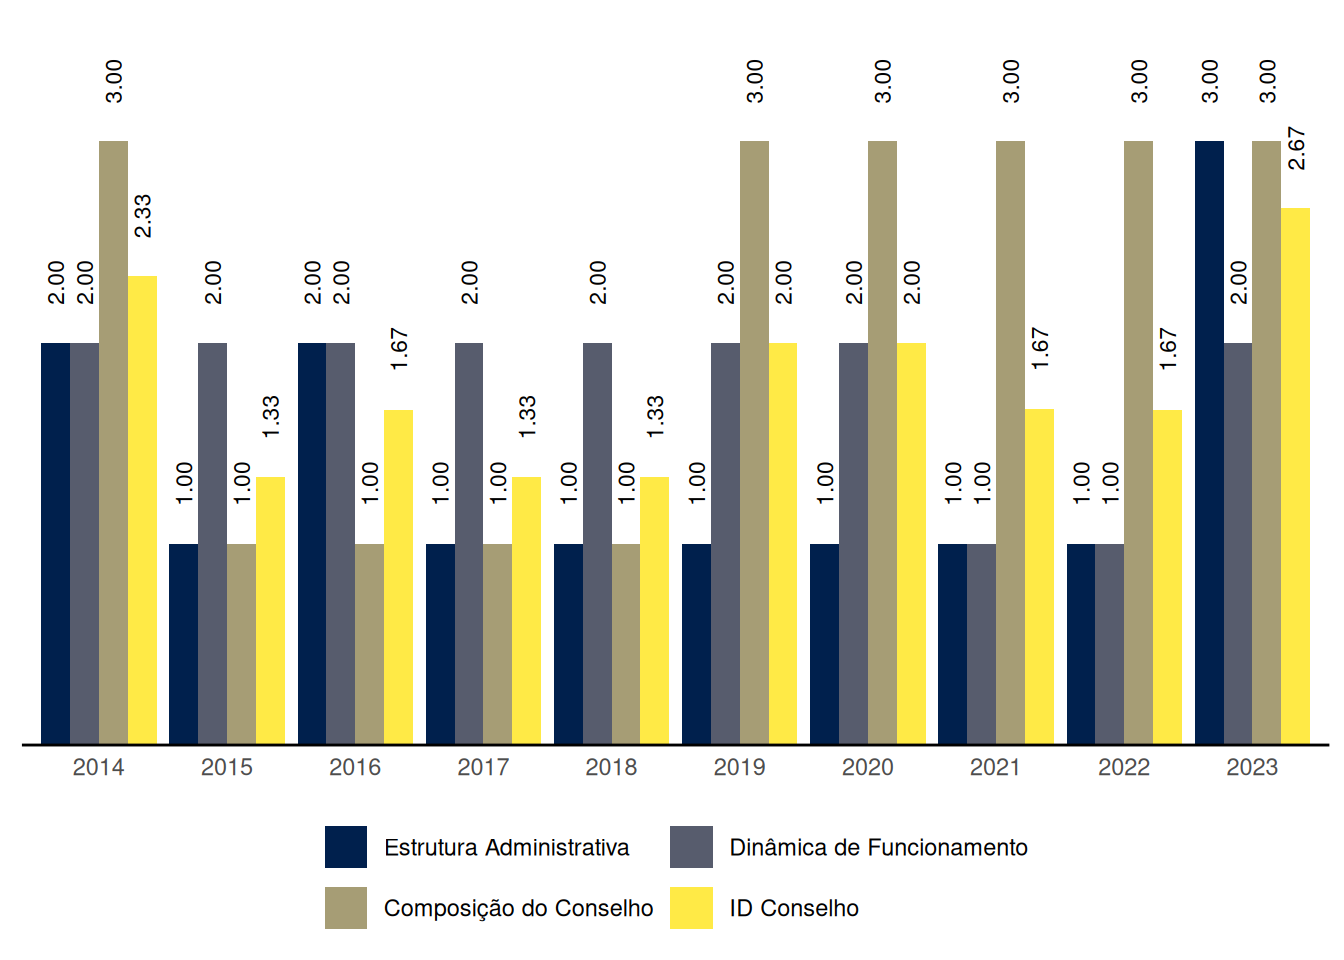 3.00 3.00 3.00 3.00 3.00 3.00 3.00
2.67
2.33
2.00 2.00 2.00 2.00 2.00 2.00 2.00 2.00 2.00 2.00 2.00 2.00
1.67 1.67 1.67
1.33 1.33 1.33
1.00 1.00 1.00 1.00 1.00 1.00 1.00 1.00 1.00 1.00 1.00 1.00 1.00
2014 2015 2016 2017 2018 2019 2020 2021 2022 2023
Estrutura Administrativa Dinâmica de Funcionamento
Composição do Conselho ID Conselho